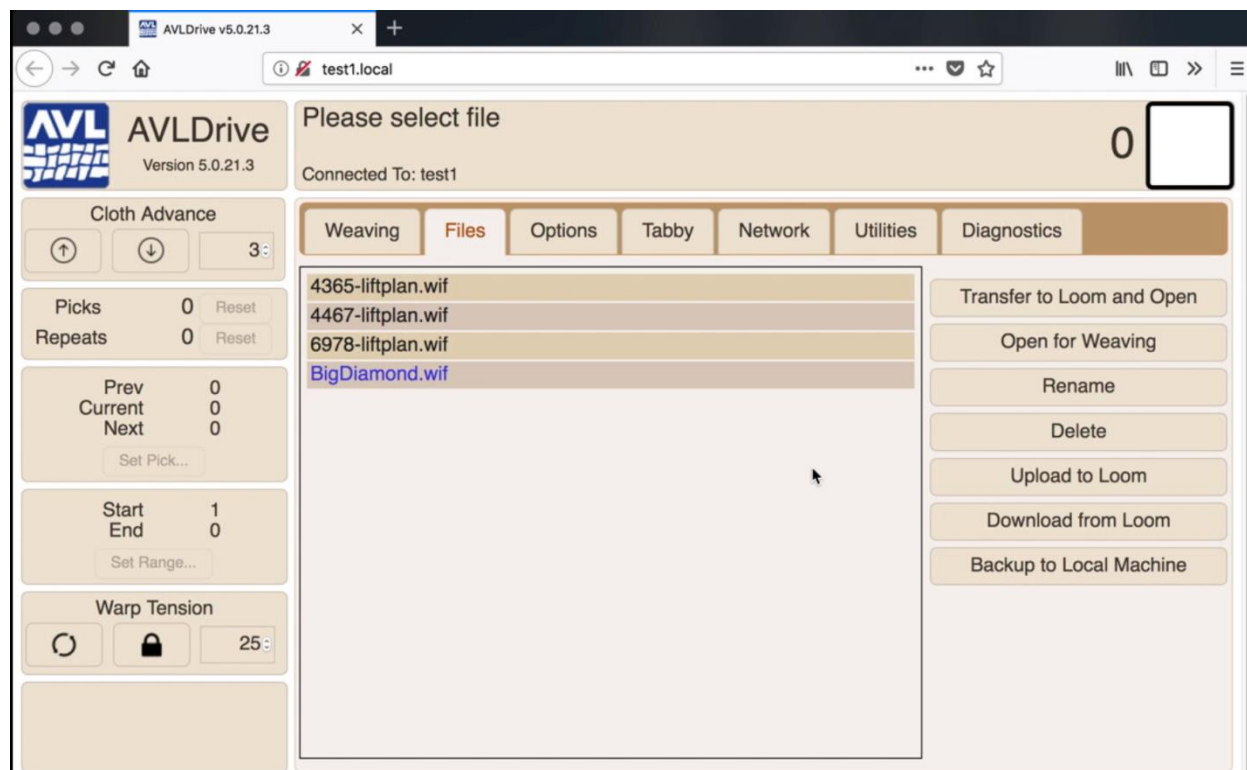 AVLDrive v5.0.21.3
test1.local
AVL
AVLDrive
Version 5.0.21.3
Please select file
Connected To: test1
0
Cloth Advance
3
Picks 0 Reset
Repeats 0 Reset
Prev 0
Current 0
Next 0
Set Pick...
Start 1
End 0
Set Range...
Warp Tension
25
Weaving Files Options Tabby Network Utilities Diagnostics
4365-liftplan.wif
4467-liftplan.wif
6978-liftplan.wif
BigDiamond.wif
Transfer to Loom and Open
Open for Weaving
Rename
Delete
Upload to Loom
Download from Loom
Backup to Local Machine